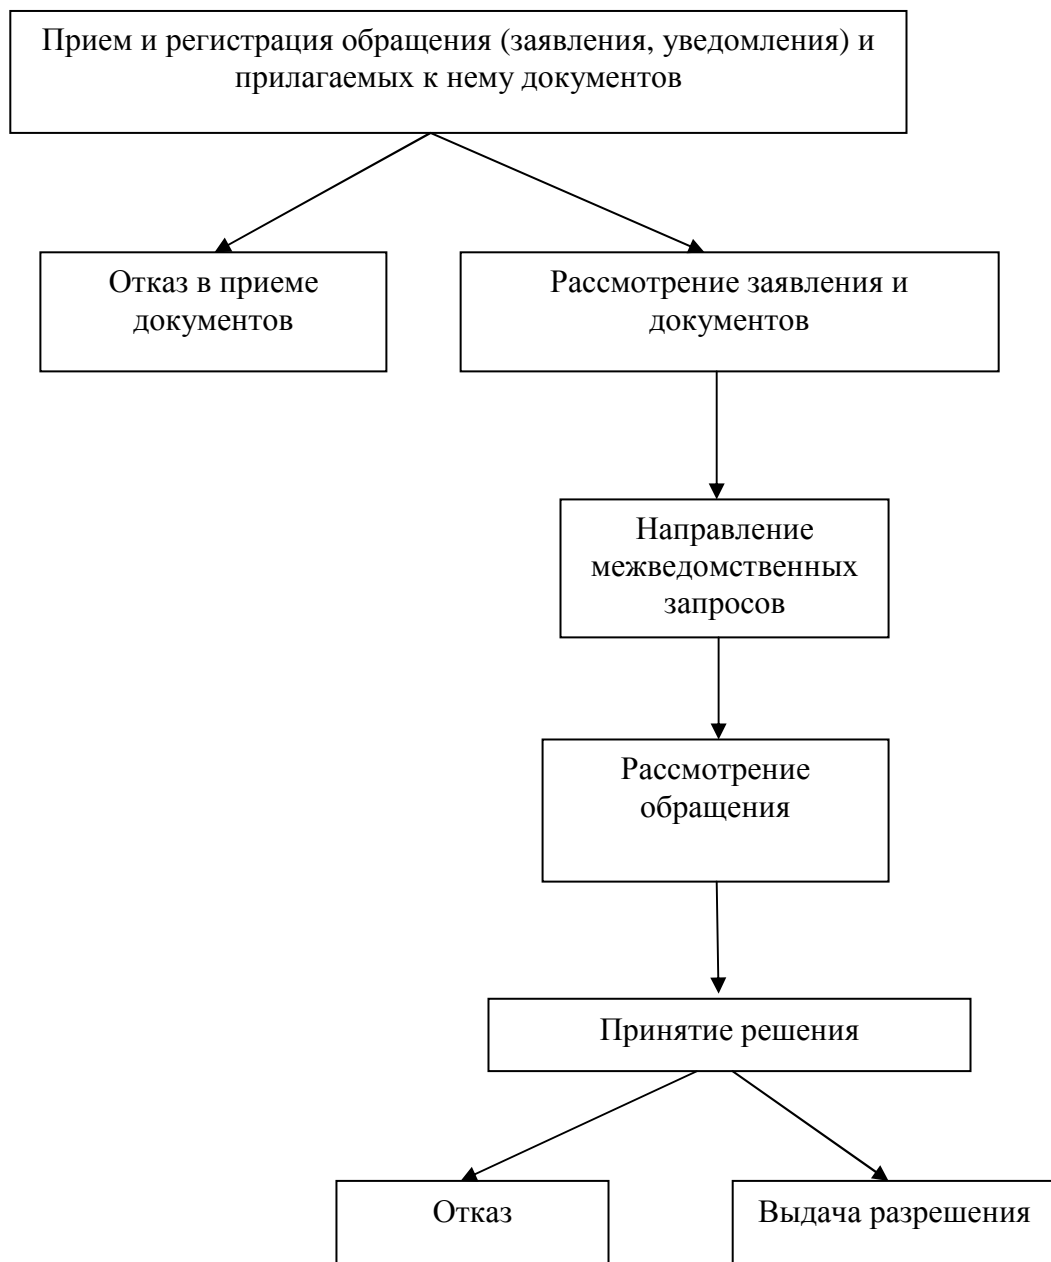 Прием и регистрация обращения (заявления, уведомления) и
прилагаемых к нему документов
Отказ в приеме
документов
Рассмотрение заявления и
документов
Направление
межведомственных
запросов
Рассмотрение
обращения
Принятие решения
Отказ
Выдача разрешения